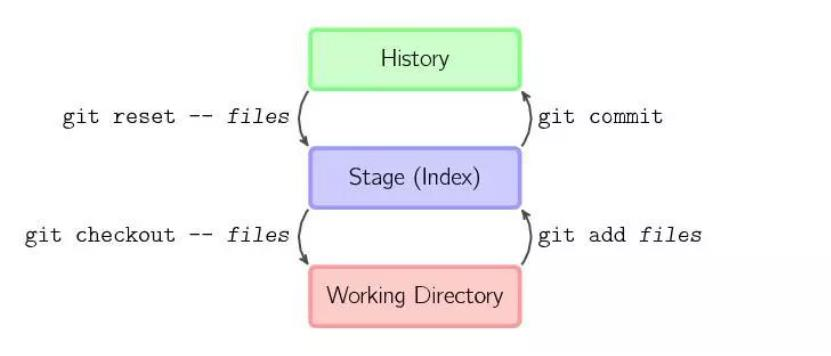 History
git reset -- files
git commit
Stage (Index)
git checkout -- files
git add files
Working Directory